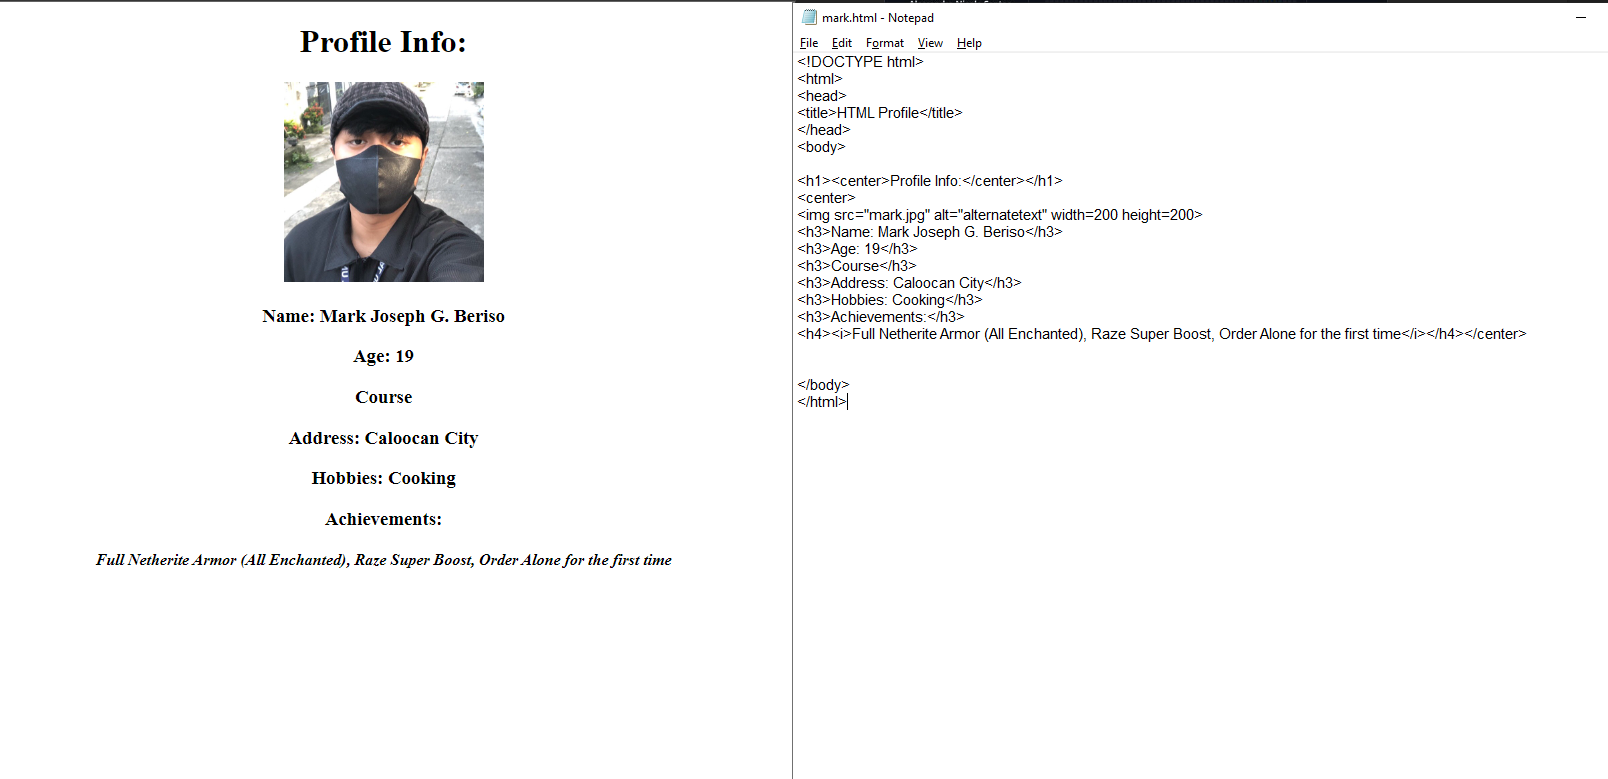 Profile Info:
Name: Mark Joseph G. Beriso
Age: 19
Course
Address: Caloocan City
Hobbies: Cooking
Achievements:
Full Netherite Armor (All Enchanted), Raze Super Boost, Order Alone for the first time
mark.html - Notepad
File Edit Format View Help
<!DOCTYPE html>
<html>
<head>
<title>HTML Profile</title>
</head>
<body>
<h1><center>Profile Info:</center></h1>
<center>
<img src="mark.jpg" alt="alternatetext" width=200 height=200>
<h3>Name: Mark Joseph G. Beriso</h3>
<h3>Age: 19</h3>
<h3>Course</h3>
<h3>Address: Caloocan City</h3>
<h3>Hobbies: Cooking</h3>
<h3>Achievements:</h3>
<h4><i>Full Netherite Armor (All Enchanted), Raze Super Boost, Order Alone for the first time</i></h4></center>
</body>
</html>